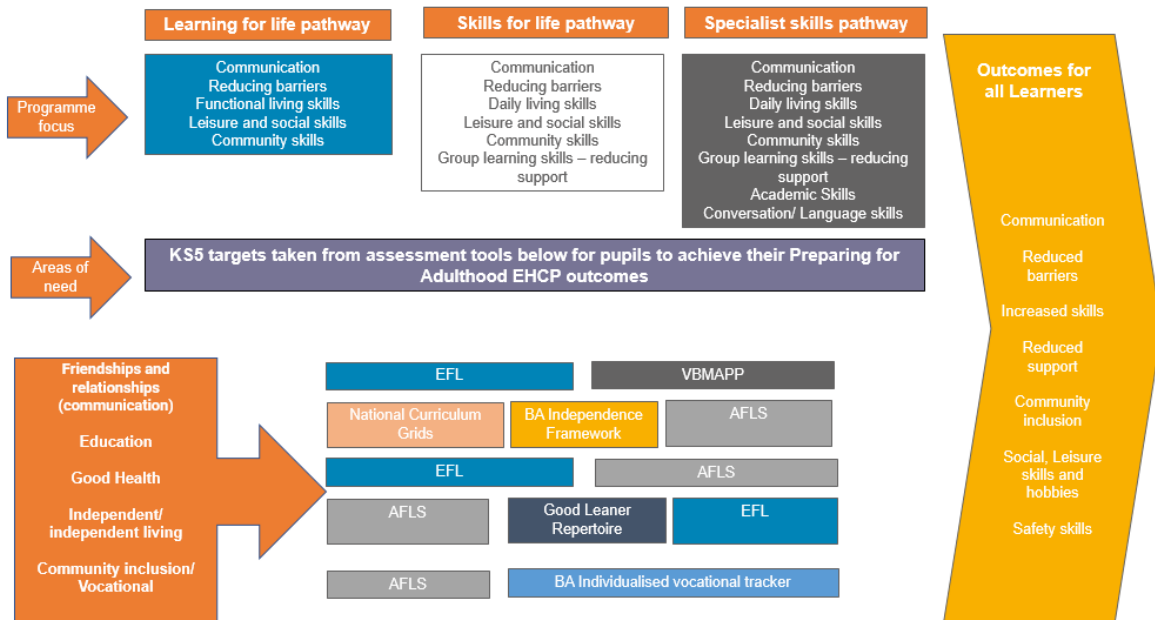 Learning for life pathway
Skills for life pathway
Specialist skills pathway
Programme
focus
Communication
Reducing barriers
Functional living skills
Leisure and social skills
Community skills
Communication
Reducing barriers
Daily living skills
Leisure and social skills
Community skills
Group learning skills – reducing
support
Communication
Reducing barriers
Daily living skills
Leisure and social skills
Community skills
Group learning skills – reducing
support
Academic Skills
Conversation/ Language skills
Areas of
need
KS5 targets taken from assessment tools below for pupils to achieve their Preparing for
Adulthood EHCP outcomes
Friendships and
relationships
(communication)
Education
Good Health
Independent/
independent living
Community inclusion/
Vocational
EFL
VBMAPP
National Curriculum
Grids
BA Independence
Framework
AFLS
EFL
AFLS
AFLS
Good Leaner
Repertoire
EFL
AFLS
BA Individualised vocational tracker
Outcomes for
all Learners
Communication
Reduced
barriers
Increased skills
Reduced
support
Community
inclusion
Social, Leisure
skills and
hobbies
Safety skills